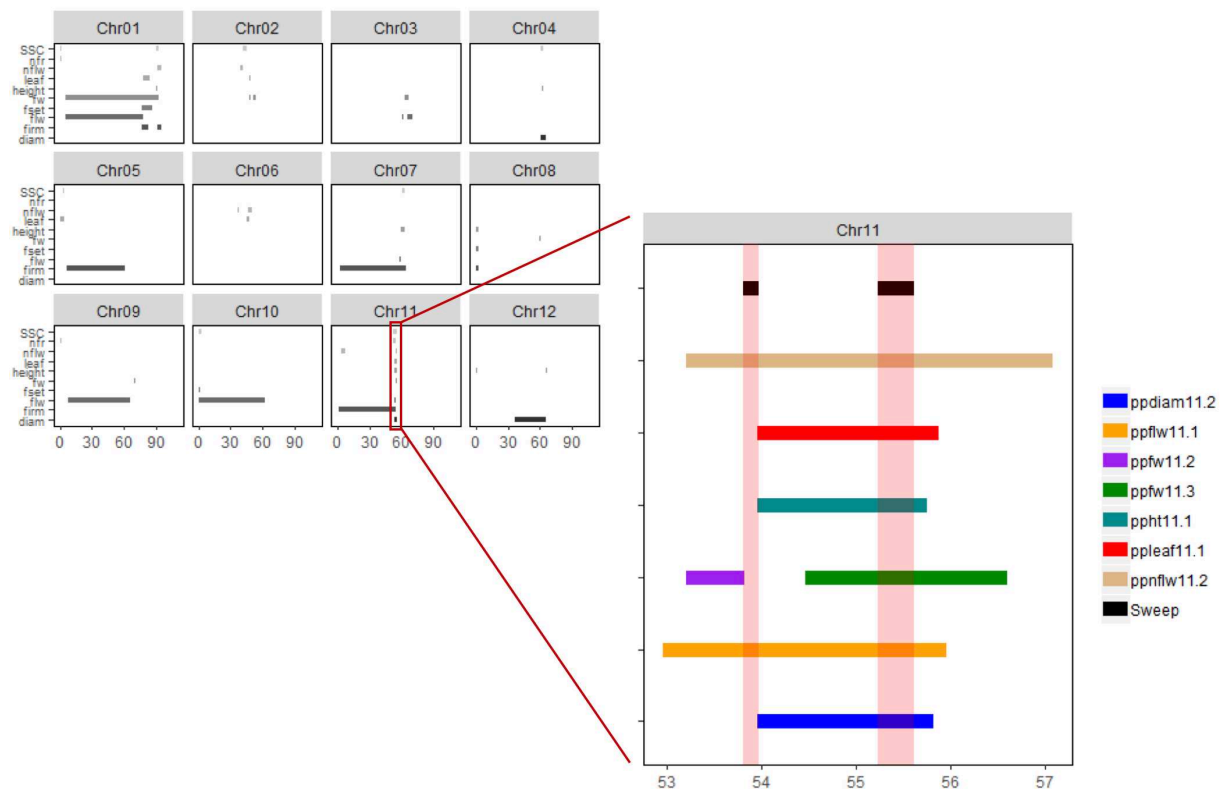 Chr01 Chr02 Chr03 Chr04
SSC
nfr
nflw
leaf
height
fw
fset
flw
firm
diam
Chr05 Chr06 Chr07 Chr08
SSC
nfr
nflw
leaf
height
fw
fset
flw
firm
diam
Chr09 Chr10 Chr11 Chr12
SSC
nfr
nflw
leaf
height
fw
fset
flw
firm
diam
0 30 60 90 0 30 60 90 0 30 60 90 0 30 60 90
Chr11
53 54 55 56 57
ppdiam11.2
ppflw11.1
ppfw11.2
ppfw11.3
ppht11.1
ppleaf11.1
ppnflw11.2
Sweep